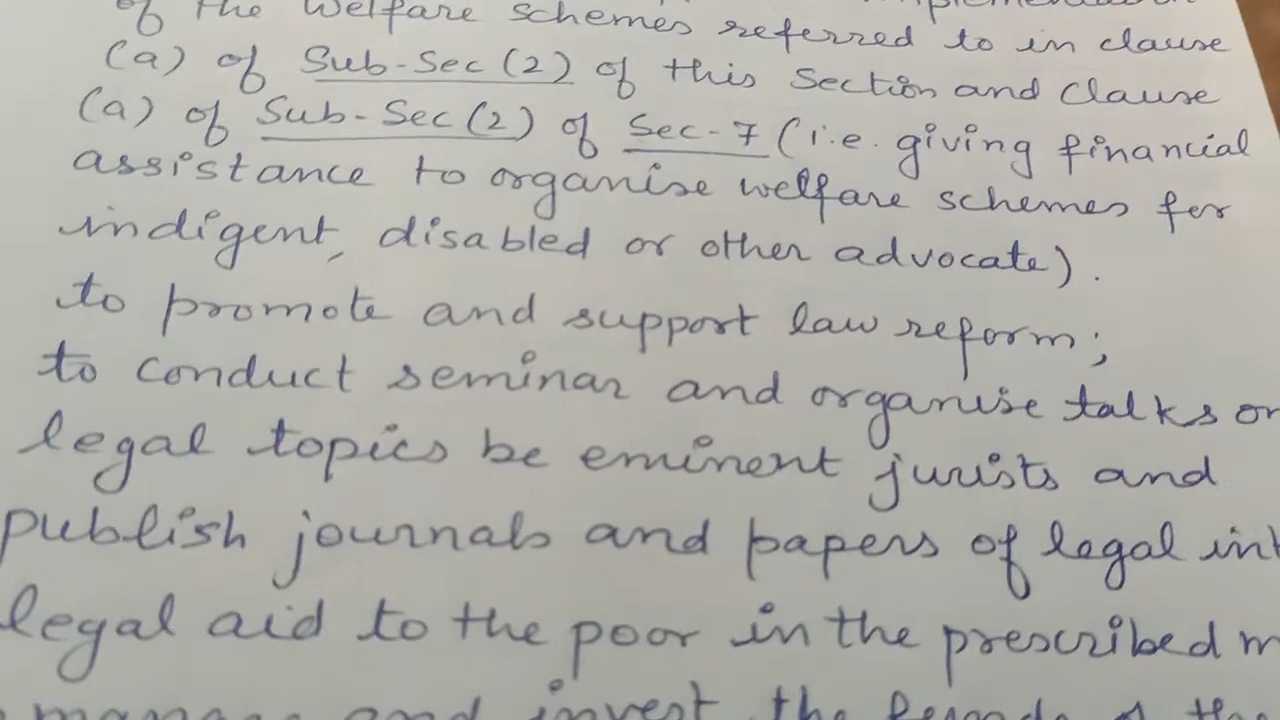 of the welfare schemes referred to in clause
(a) of Sub-Sec (2) of this Section and Clause
(a) of Sub-Sec (2) of Sec-7 (i.e. giving financial
assistance to organise welfare schemes for
indigent, disabled or other advocate).
to promote and support law reform;
to conduct seminar and organise talks on
legal topics be eminent jurists and
publish journals and papers of legal int
legal aid to the poor in the prescribed m
and invest the